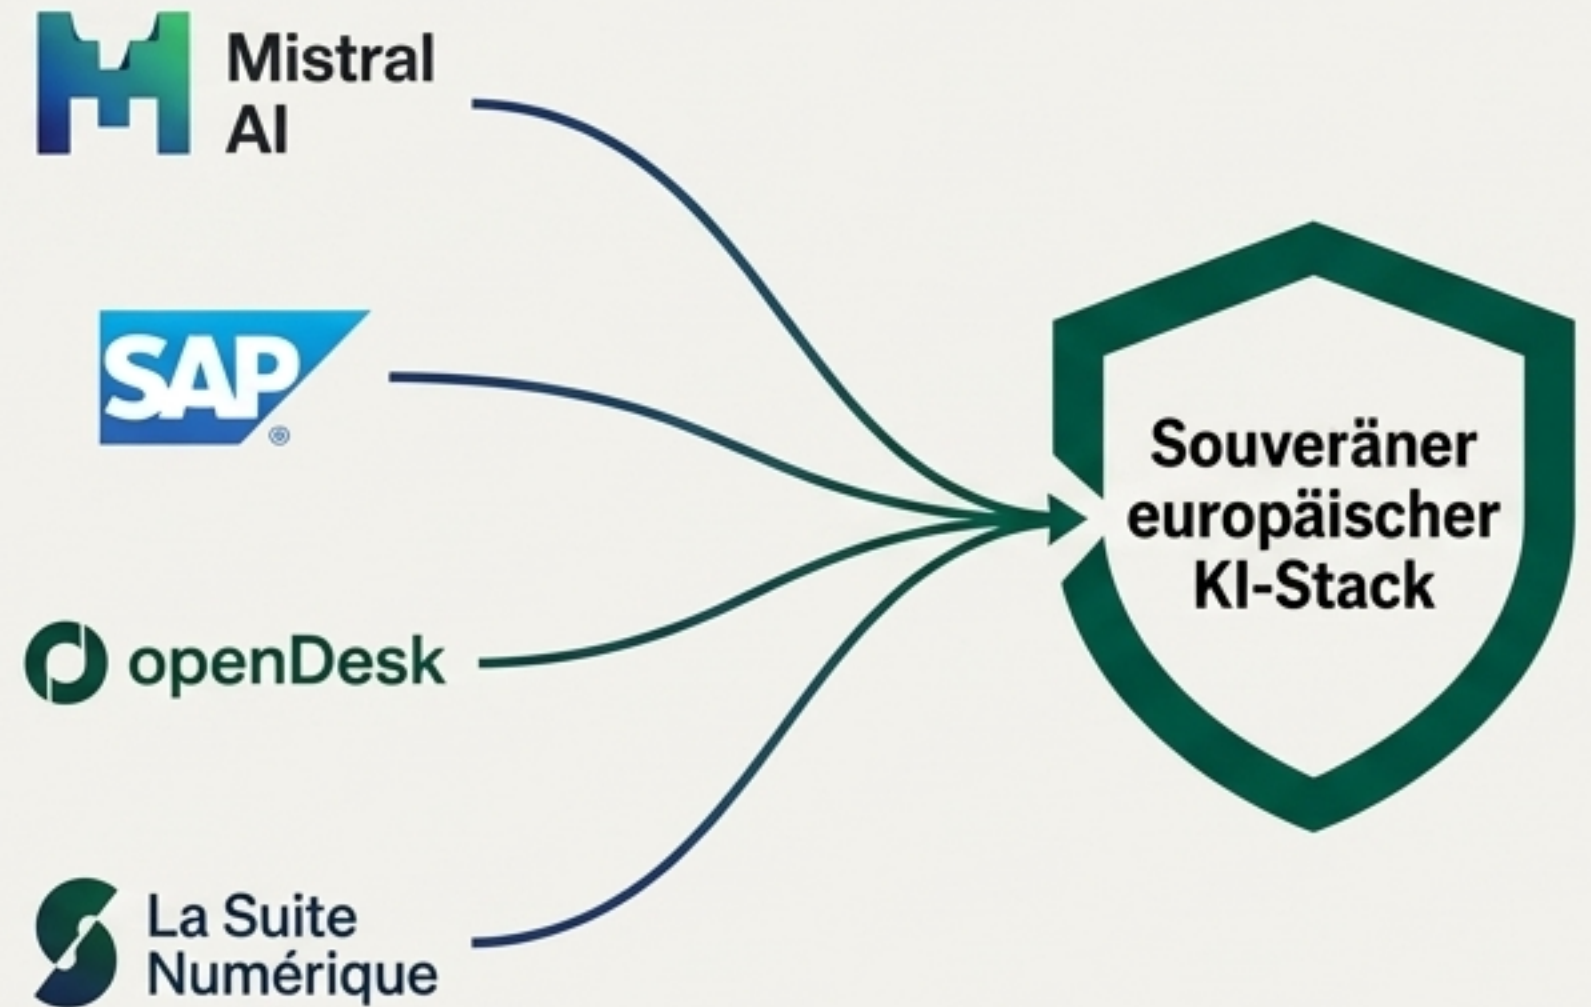 Mistral
AI
SAP
®
openDesk
La Suite
Numérique
Souveräner
europäischer
KI-Stack